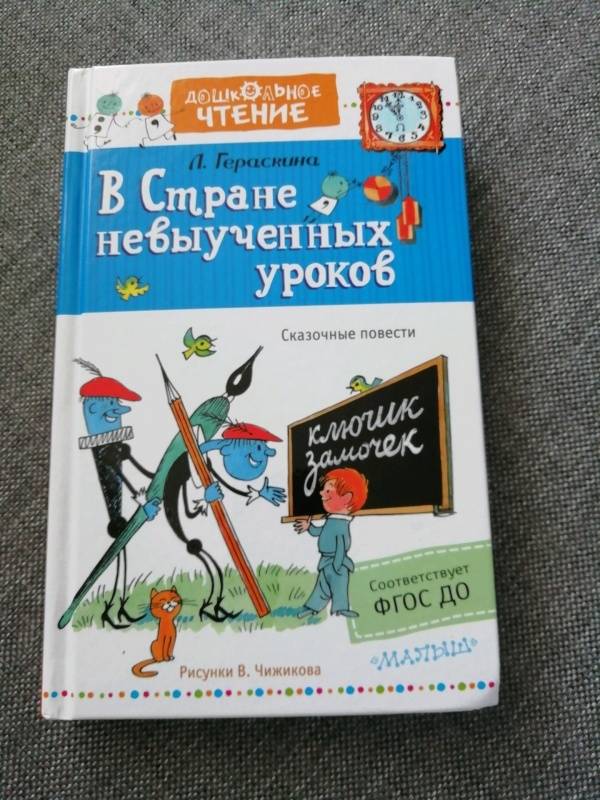 ДОШКОЛЬНОЕ
ЧТЕНИЕ
Л. Гераскина
В Стране
невыученных
уроков
Сказочные повести
ключик
замочек
Соответствует
ФГОС ДО
«МАЛЫШ»
Рисунки В. Чижикова